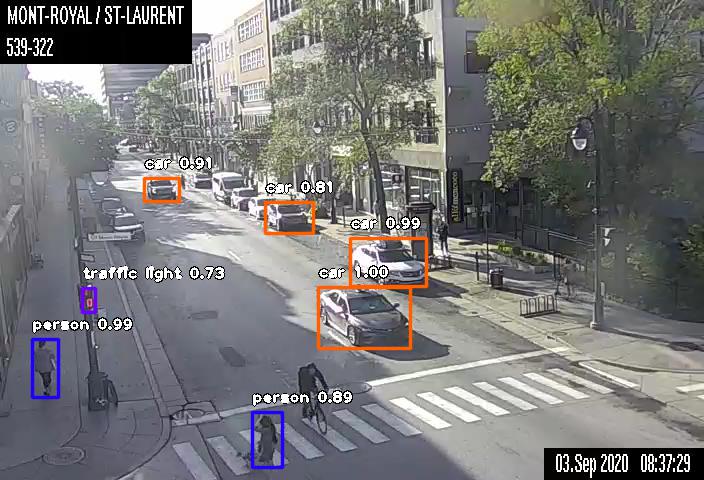 MONT-ROYAL / ST-LAURENT
539-322
car 0.91
car 0.81
car 0.99
car 1.00
traffic light 0.73
person 0.99
person 0.89
03.Sep 2020 08:37:29